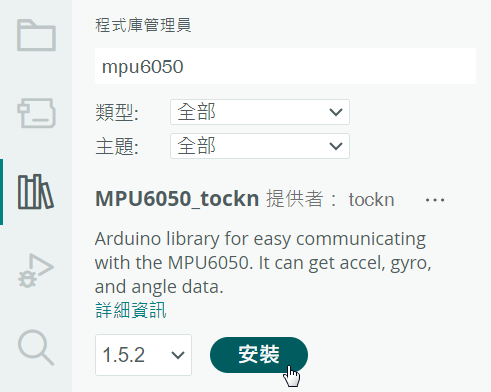 程式庫管理員
mpu6050
類型: 全部
主題: 全部
MPU6050_tockn 提供者： tockn ...
Arduino library for easy communicating
with the MPU6050. It can get accel, gyro,
and angle data.
詳細資訊
1.5.2 安裝